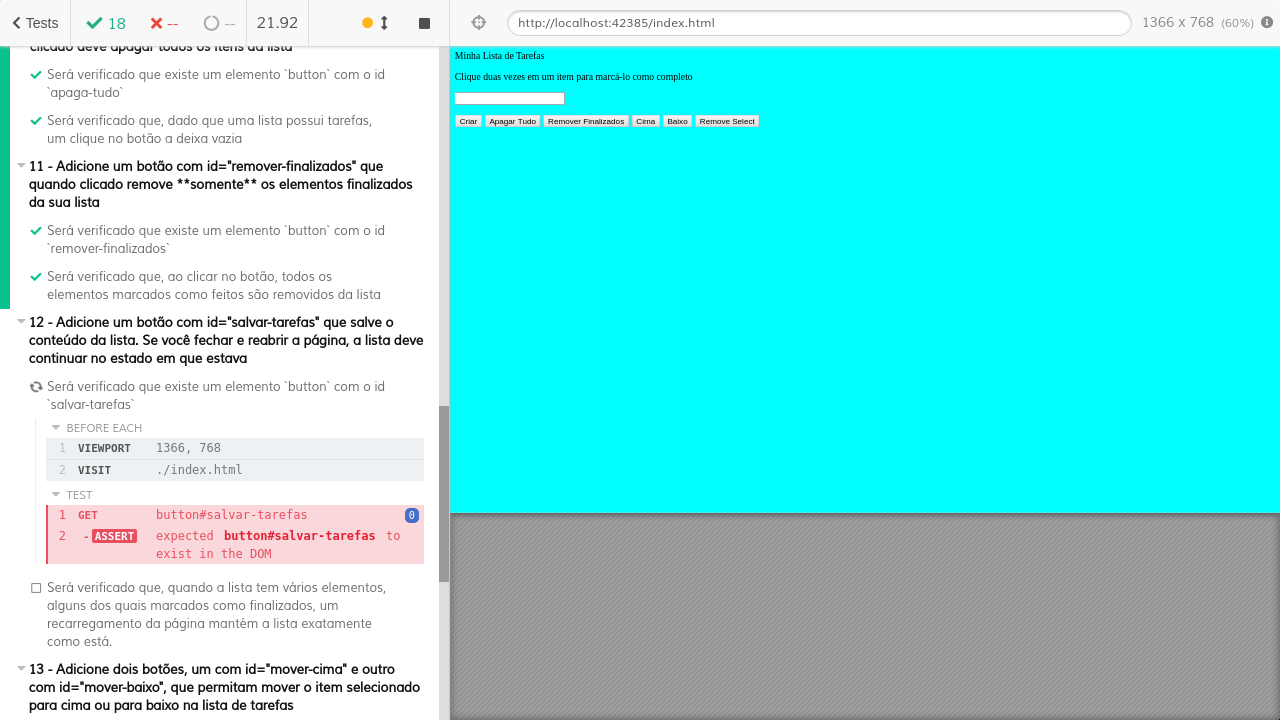 Tests
18
--
--
21.92
http://localhost:42385/index.html
1366 x 768 (60%)
clicado deve apagar todos os itens da lista
Será verificado que existe um elemento `button` com o id
`apaga-tudo`
Será verificado que, dado que uma lista possui tarefas,
um clique no botão a deixa vazia
11 - Adicione um botão com id="remover-finalizados" que
quando clicado remove **somente** os elementos finalizados
da sua lista
Será verificado que existe um elemento `button` com o id
`remover-finalizados`
Será verificado que, ao clicar no botão, todos os
elementos marcados como feitos são removidos da lista
12 - Adicione um botão com id="salvar-tarefas" que salve o
conteúdo da lista. Se você fechar e reabrir a página, a lista deve
continuar no estado em que estava
Será verificado que existe um elemento `button` com o id
`salvar-tarefas`
BEFORE EACH
1 VIEWPORT 1366, 768
2 VISIT ./index.html
TEST
1 GET button#salvar-tarefas 0
2 -ASSERT expected button#salvar-tarefas to
exist in the DOM
Será verificado que, quando a lista tem vários elementos,
alguns dos quais marcados como finalizados, um
recarregamento da página mantém a lista exatamente
como está.
13 - Adicione dois botões, um com id="mover-cima" e outro
com id="mover-baixo", que permitam mover o item selecionado
para cima ou para baixo na lista de tarefas
Minha Lista de Tarefas
Clique duas vezes em um item para marcá-lo como completo
Criar Apagar Tudo Remover Finalizados Cima Baixo Remove Select